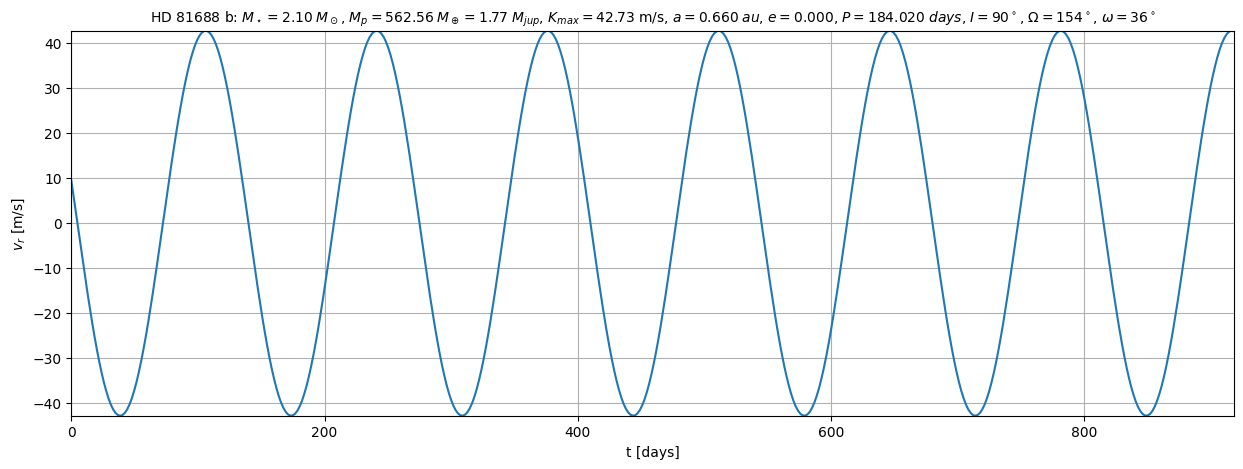 HD 81688 b: M⋆ = 2.10 M⊙, Mp = 562.56 M⊕ = 1.77 Mjup, Kmax = 42.73 m/s, a = 0.660 au, e = 0.000, P = 184.020 days, I = 90°, Ω = 154°, ω = 36°
40
30
20
10
0
−10
−20
−30
−40
vr [m/s]
0 200 400 600 800
t [days]